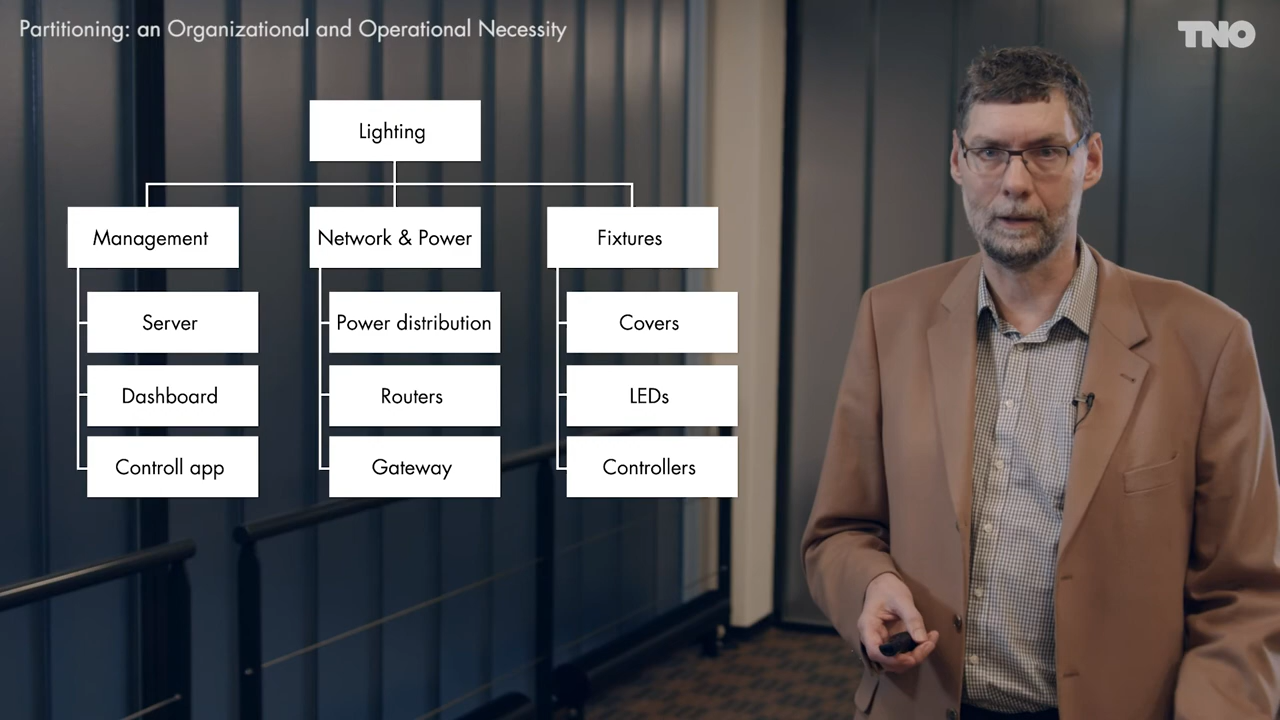 Partitioning: an Organizational and Operational Necessity
TNO
Lighting
Management
Network & Power
Fixtures
Server
Power distribution
Covers
Dashboard
Routers
LEDs
Controll app
Gateway
Controllers